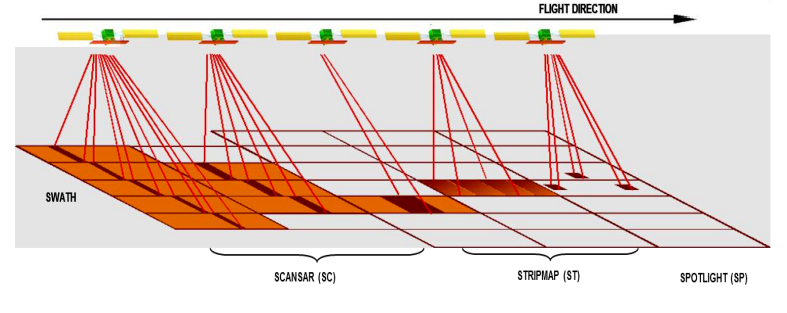 FLIGHT DIRECTION
SWATH
SCANSAR (SC)
STRIPMAP (ST)
SPOTLIGHT (SP)